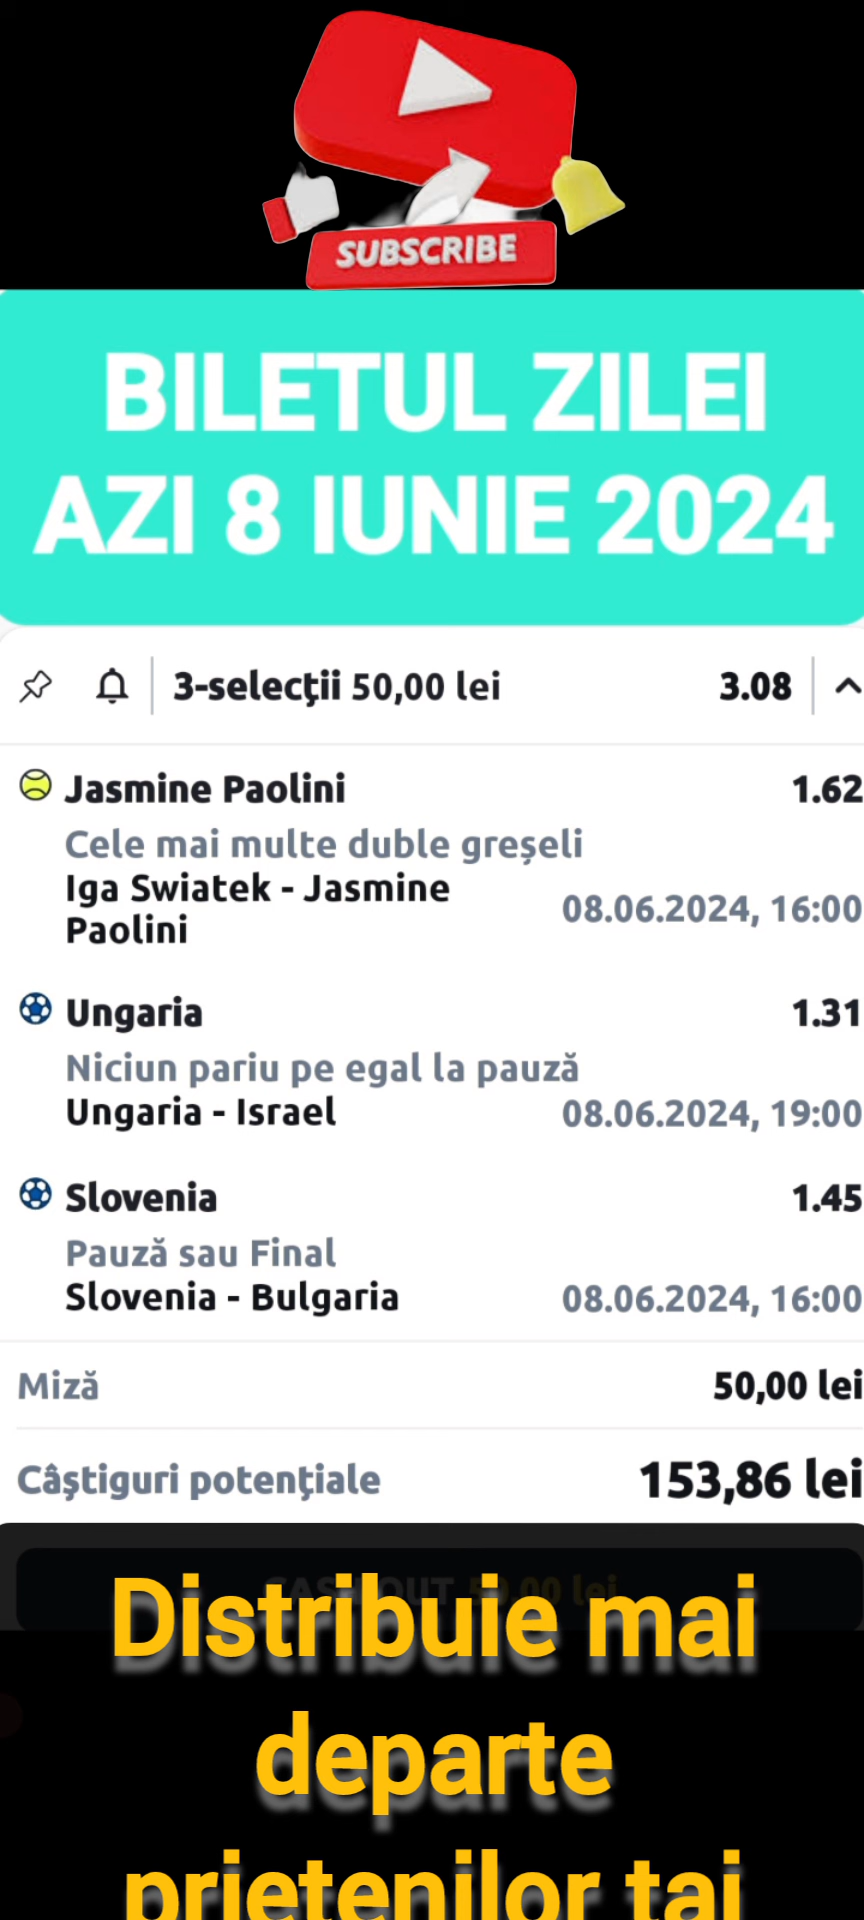 SUBSCRIBE
BILETUL ZILEI
AZI 8 IUNIE 2024
3-selecţii 50,00 lei 3.08
Jasmine Paolini 1.62
Cele mai multe duble greșeli
Iga Swiatek - Jasmine
Paolini 08.06.2024, 16:00
Ungaria 1.31
Niciun pariu pe egal la pauză
Ungaria - Israel 08.06.2024, 19:00
Slovenia 1.45
Pauză sau Final
Slovenia - Bulgaria 08.06.2024, 16:00
Miză 50,00 lei
Câştiguri potenţiale 153,86 lei
Distribuie mai
departe
prietenilor tai